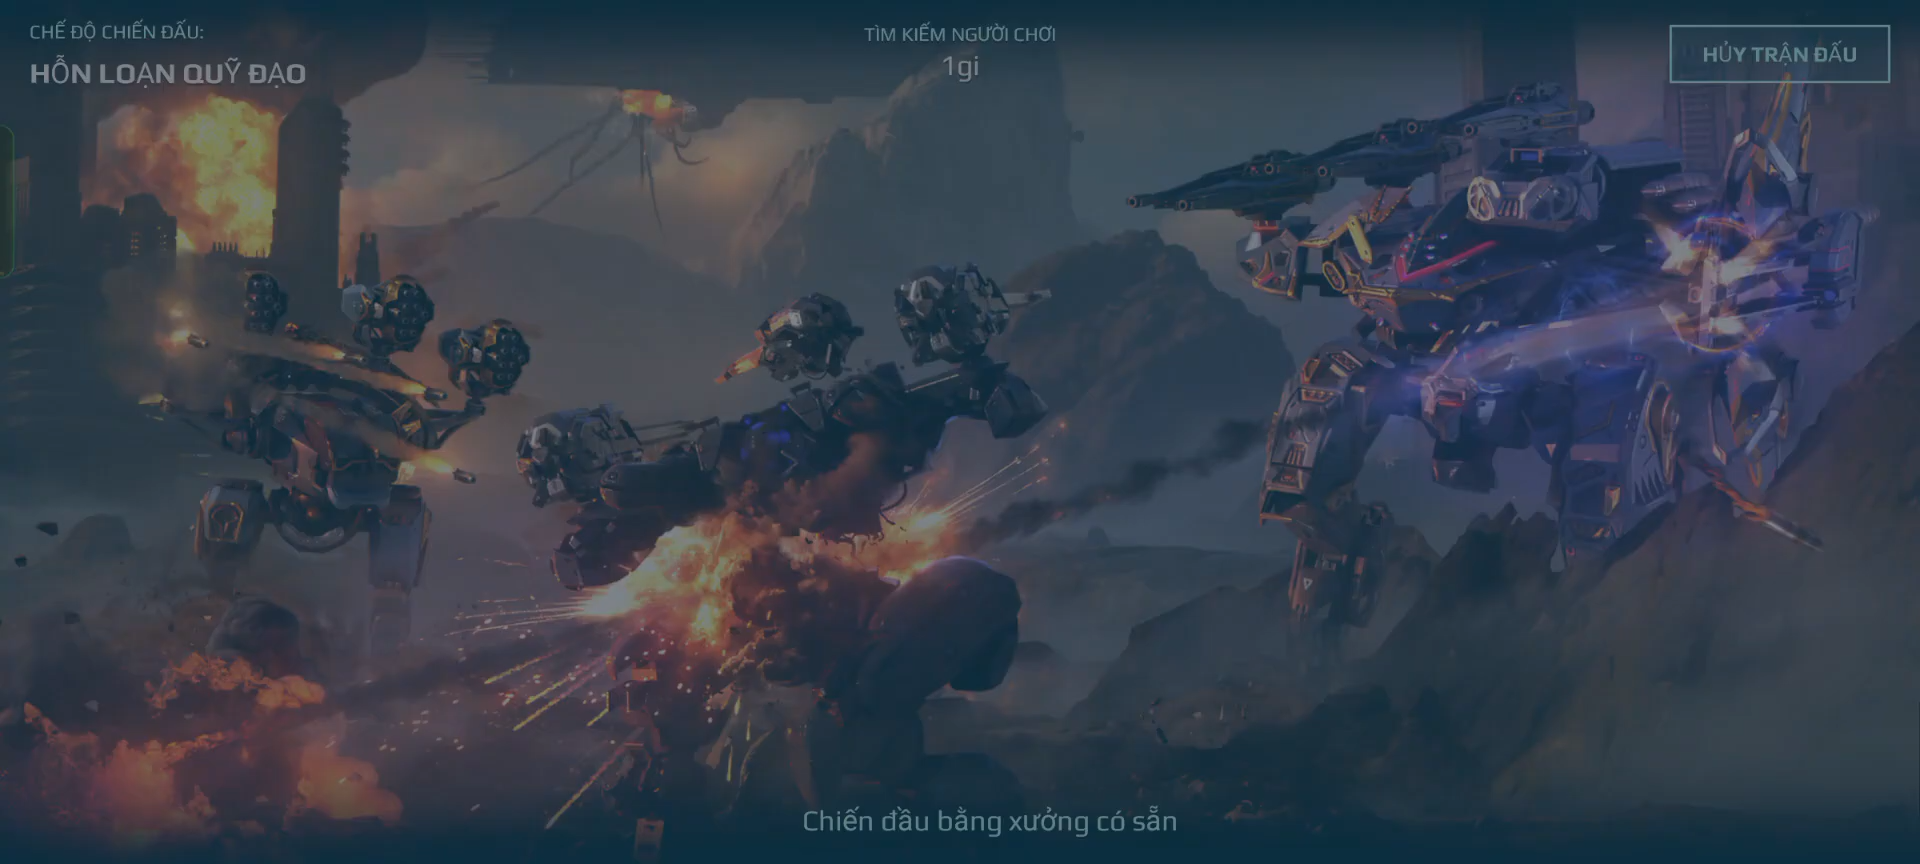 CHẾ ĐỘ CHIẾN ĐẤU:
HỖN LOẠN QUỸ ĐẠO
TÌM KIẾM NGƯỜI CHƠI
1gi
HỦY TRẬN ĐẤU
Chiến đầu bằng xưởng có sẵn